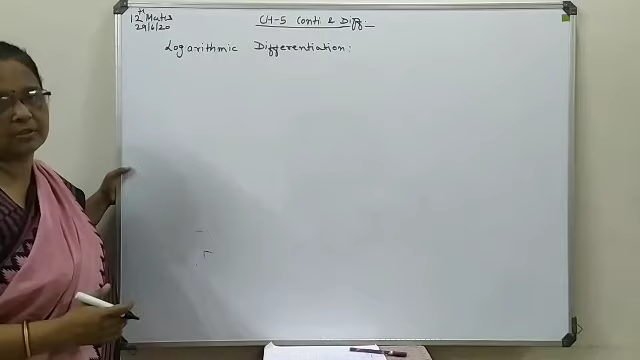 12th Maths
29/6/20
CH-5 Conti & Diff:
Logarithmic Differentiation: